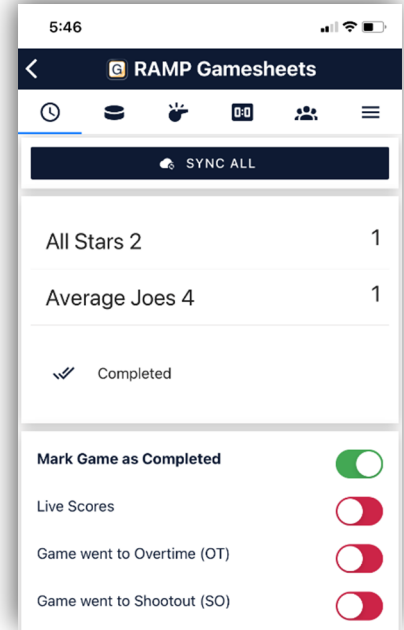 5:46
G RAMP Gamesheets
0:0
SYNC ALL
All Stars 2 1
Average Joes 4 1
Completed
Mark Game as Completed
Live Scores
Game went to Overtime (OT)
Game went to Shootout (SO)